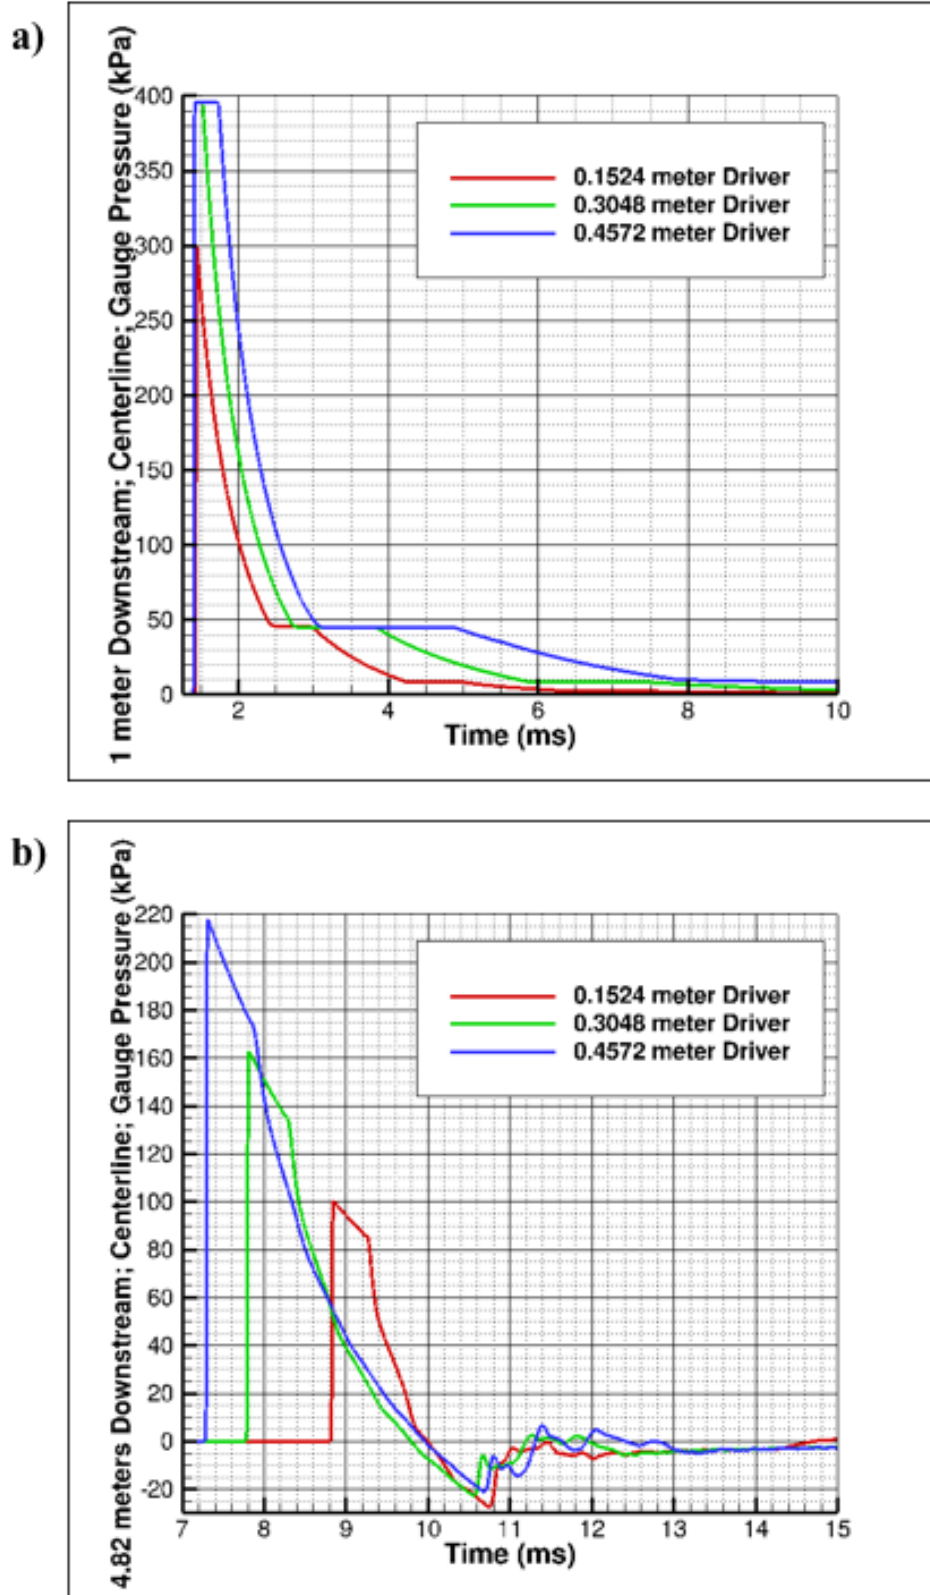 a)
1 meter Downstream; Centerline; Gauge Pressure (kPa)
400
350
300
250
200
150
100
50
0
0.1524 meter Driver
0.3048 meter Driver
0.4572 meter Driver
2 4 6 8 10
Time (ms)
b)
4.82 meters Downstream; Centerline; Gauge Pressure (kPa)
220
200
180
160
140
120
100
80
60
40
20
0
-20
0.1524 meter Driver
0.3048 meter Driver
0.4572 meter Driver
7 8 9 10 11 12 13 14 15
Time (ms)